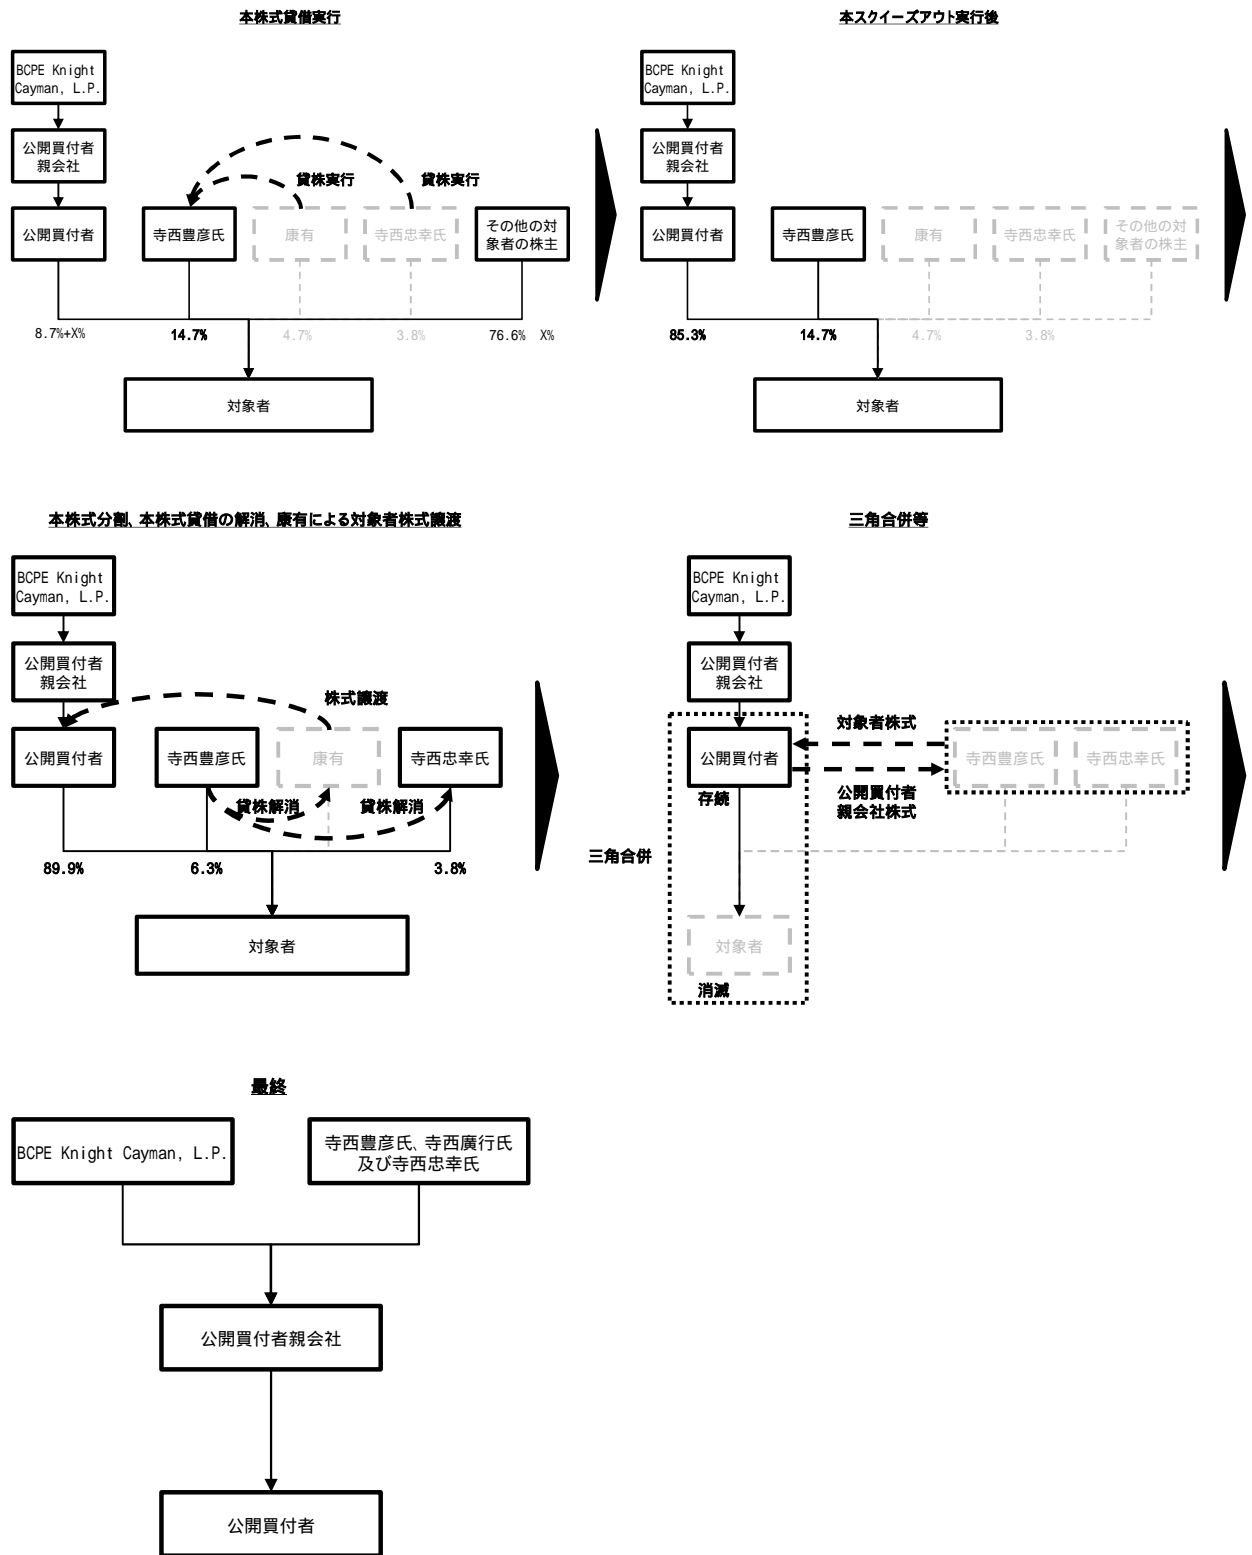 本株式貸借実行
BCPE Knight
Cayman, L.P.
公開買付者
親会社
貸株実行
貸株実行
公開買付者
寺西豊彦氏
康有
寺西忠幸氏
その他の対
象者の株主
8.7%+X%
14.7%
4.7%
3.8%
76.6%
X%
対象者
本スクイーズアウト実行後
BCPE Knight
Cayman, L.P.
公開買付者
親会社
公開買付者
寺西豊彦氏
康有
寺西忠幸氏
その他の対
象者の株主
85.3%
14.7%
4.7%
3.8%
対象者
本株式分割、本株式貸借の解消、康有による対象者株式譲渡
BCPE Knight
Cayman, L.P.
公開買付者
親会社
株式譲渡
公開買付者
寺西豊彦氏
康有
寺西忠幸氏
貸株解消
貸株解消
89.9%
6.3%
3.8%
対象者
三角合併等
BCPE Knight
Cayman, L.P.
公開買付者
親会社
対象者株式
公開買付者
寺西豊彦氏
寺西忠幸氏
存続
公開買付者
親会社株式
三角合併
対象者
消滅
最終
BCPE Knight Cayman, L.P.
寺西豊彦氏、寺西廣行氏
及び寺西忠幸氏
公開買付者親会社
公開買付者